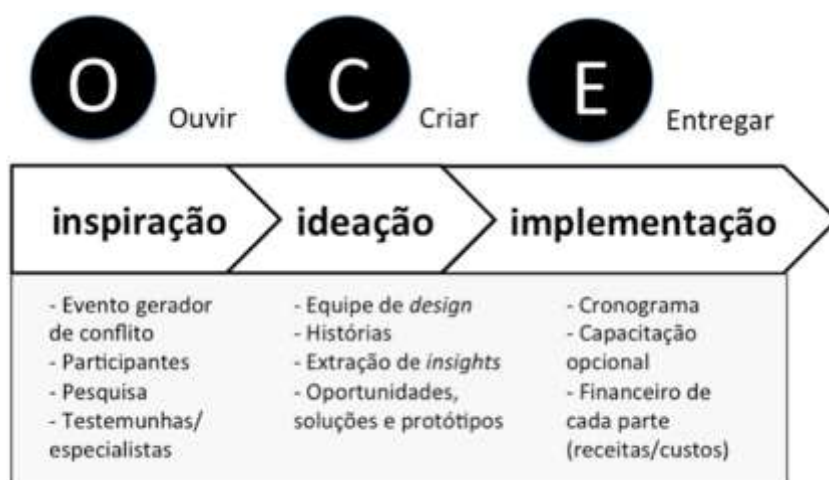 O Ouvir C Criar E Entregar
inspiração ideação implementação
- Evento gerador
de conflito
- Participantes
- Pesquisa
- Testemunhas/
especialistas
- Equipe de design
- Histórias
- Extração de insights
- Oportunidades,
soluções e protótipos
- Cronograma
- Capacitação
opcional
- Financeiro de
cada parte
(receitas/custos)